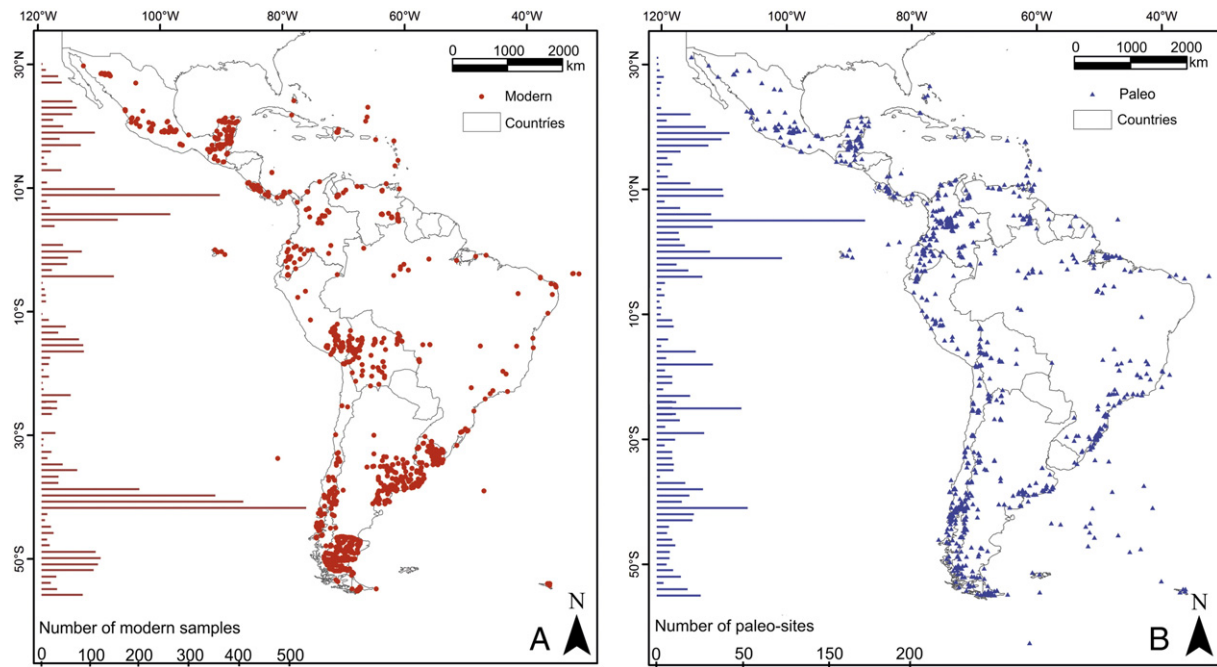 120°W 100°W 80°W 60°W 40°W
30°N
10°N
10°S
30°S
50°S
0 1000 2000
km
Modern
Countries
N
A
Number of modern samples
0 100 200 300 400 500
120°W 100°W 80°W 60°W 40°W
30°N
10°N
10°S
30°S
50°S
0 1000 2000
km
Paleo
Countries
N
B
Number of paleo-sites
0 50 150 200